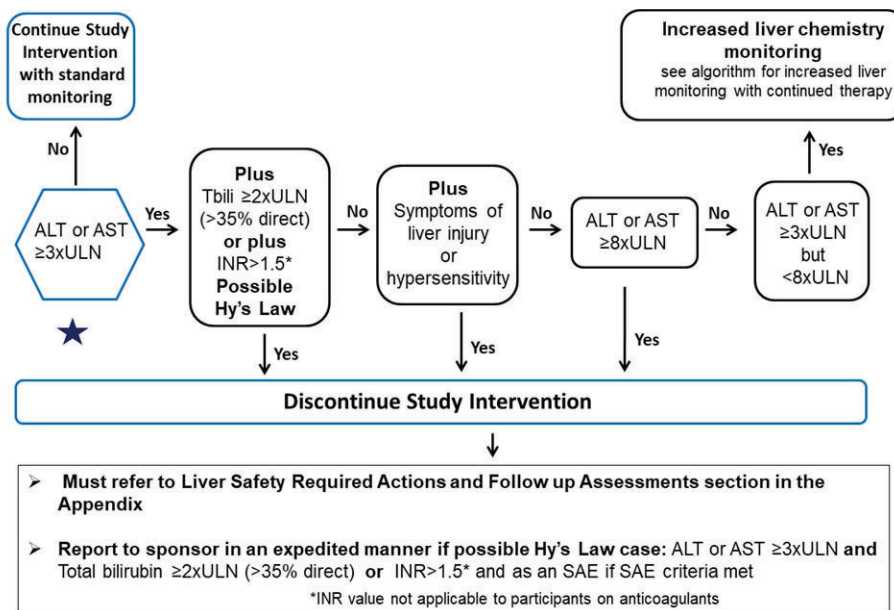 Continue Study
Intervention
with standard
monitoring
Increased liver chemistry
monitoring
see algorithm for increased liver
monitoring with continued therapy
No
Yes
ALT or AST
≥3xULN
Yes
Plus
Tbili ≥2xULN
(>35% direct)
or plus
INR>1.5*
Possible
Hy's Law
No
Plus
Symptoms of
liver injury
or
hypersensitivity
No
ALT or AST
≥8xULN
No
ALT or AST
≥3xULN
but
<8xULN
Yes
Yes
Yes
Discontinue Study Intervention
➤ Must refer to Liver Safety Required Actions and Follow up Assessments section in the
Appendix
➤ Report to sponsor in an expedited manner if possible Hy's Law case: ALT or AST ≥3xULN and
Total bilirubin ≥2xULN (>35% direct) or INR>1.5* and as an SAE if SAE criteria met
*INR value not applicable to participants on anticoagulants